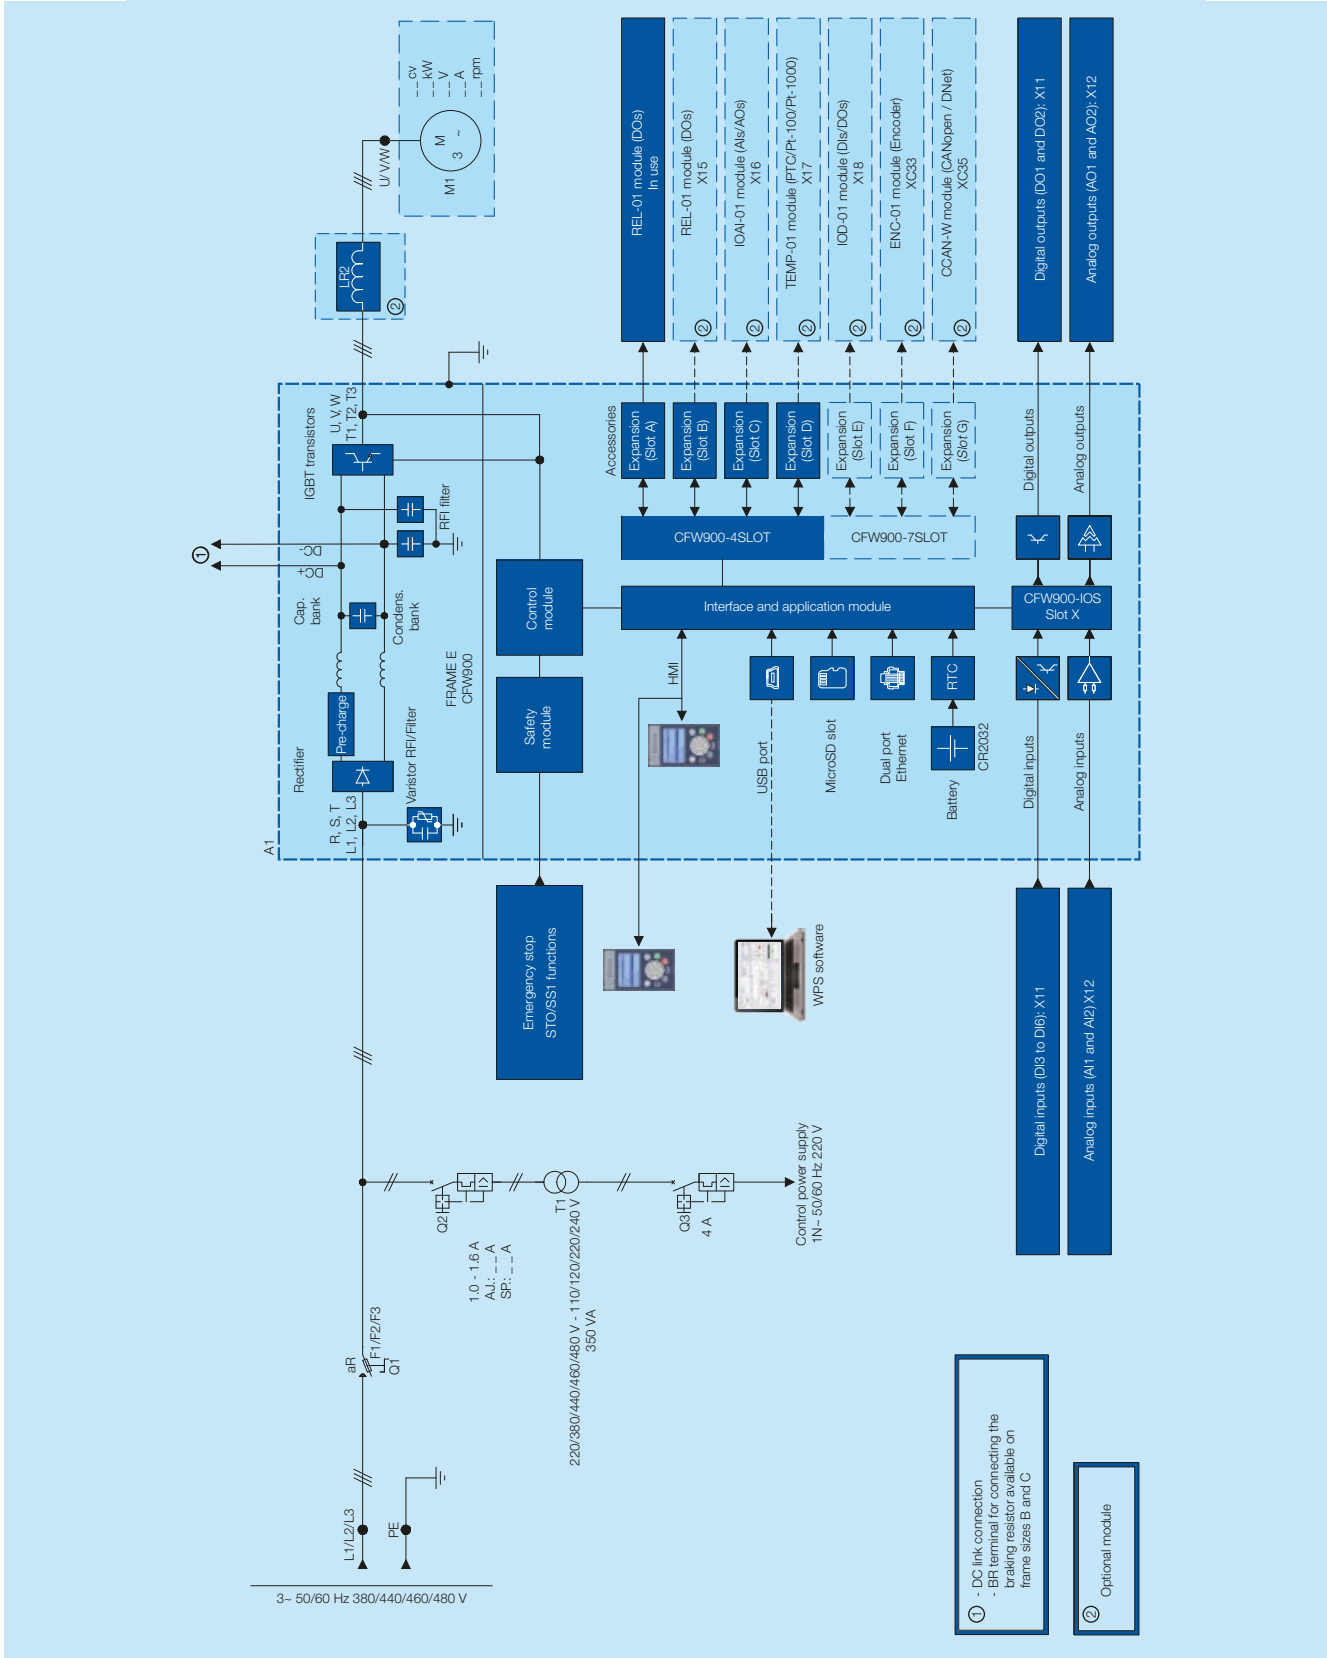 3~ 50/60 Hz 380/440/460/480 V
L1/L2/L3
PE
aR
F1/F2/F3
Q1
Q2
1.0 - 1.6 A
AJ.: _ _ A
SP.: _ _ A
T1
220/380/440/460/480 V - 110/120/220/240 V
350 VA
Q3
4 A
Control power supply
1N~ 50/60 Hz 220 V
A1
R, S, T
L1, L2, L3
Varistor RFI/Filter
Rectifier
Pre-charge
Cap.
bank
Condens.
bank
DC+
DC-
1
RFI filter
IGBT transistors
U, V, W
T1, T2, T3
LR2
2
U/V/W
M1
M
3 ~
_ _ cv
_ _ kW
_ _ V
_ _ A
_ _ rpm
FRAME E
CFW900
Emergency stop
STO/SS1 functions
Safety
module
Control
module
HMI
WPS software
USB port
MicroSD slot
Dual port
Ethernet
Battery
CR2032
RTC
Interface and application module
CFW900-4SLOT
CFW900-7SLOT
Accessories
Expansion
(Slot A)
Expansion
(Slot B)
Expansion
(Slot C)
Expansion
(Slot D)
Expansion
(Slot E)
Expansion
(Slot F)
Expansion
(Slot G)
REL-01 module (DOs)
In use
2
REL-01 module (DOs)
X15
2
IOAI-01 module (AIs/AOs)
X16
2
TEMP-01 module (PTC/Pt-100/Pt-1000)
X17
2
IOD-01 module (DIs/DOs)
X18
2
ENC-01 module (Encoder)
XC33
2
CCAN-W module (CANopen / DNet)
XC35
Digital inputs (DI3 to DI6): X11
Digital inputs
Analog inputs (AI1 and AI2) X12
Analog inputs
CFW900-IOS
Slot X
Digital outputs
Digital outputs (DO1 and DO2): X11
Analog outputs
Analog outputs (AO1 and AO2): X12
1 - DC link connection
- BR terminal for connecting the
braking resistor available on
frame sizes B and C
2 Optional module